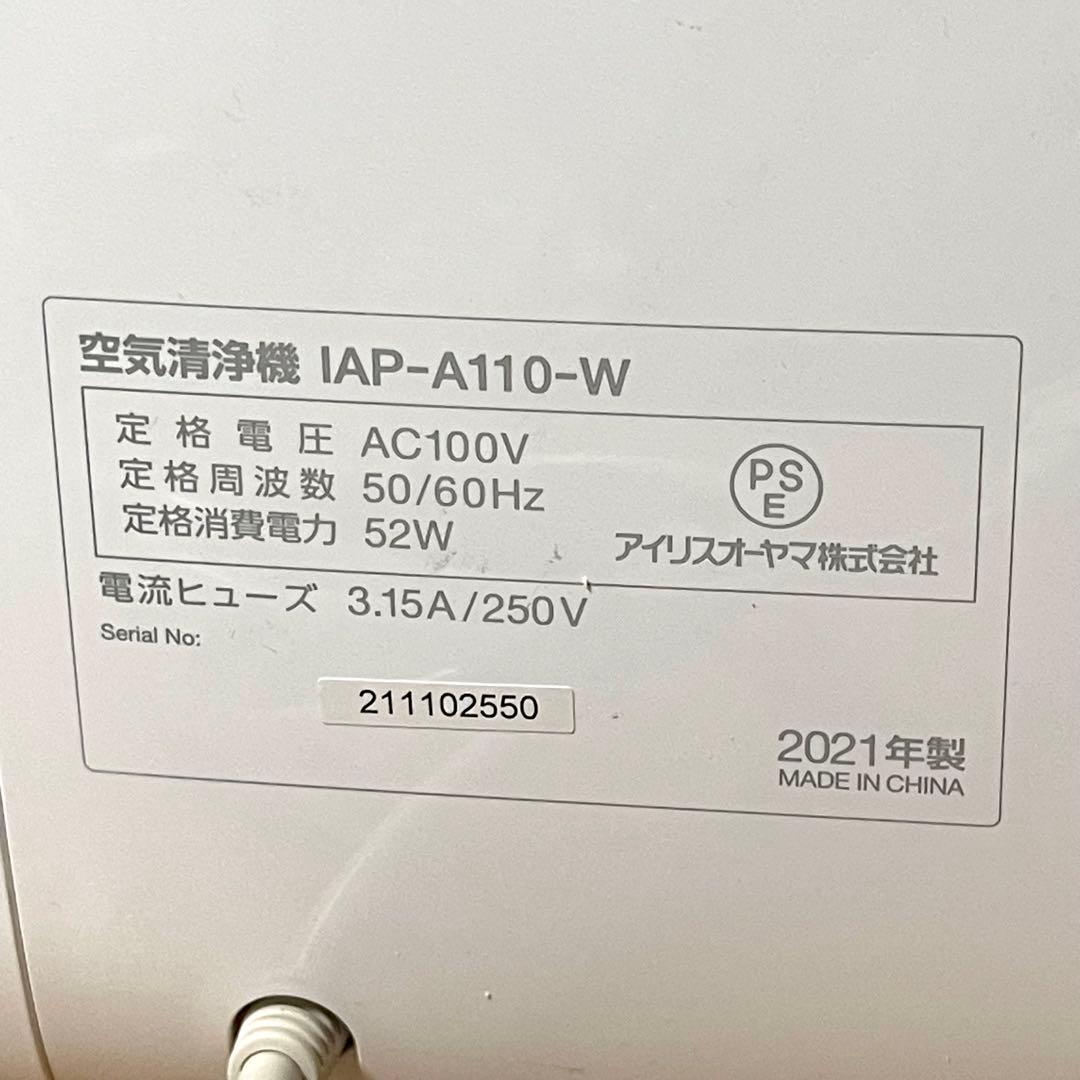 空気清浄機 IAP-A110-W
定格電圧 AC100V
定格周波数 50/60Hz
定格消費電力 52W
PS
E
アイリスオーヤマ株式会社
電流ヒューズ 3.15A/250V
Serial No:
211102550
2021年製
MADE IN CHINA